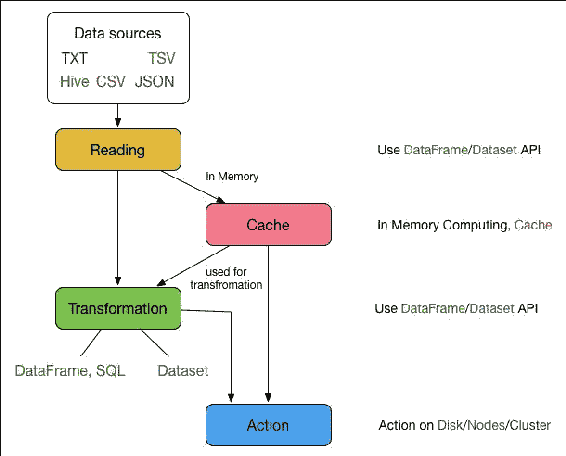 Data sources
TXT TSV
Hive CSV JSON
Reading
Use DataFrame/Dataset API
In Memory
Cache
In Memory Computing, Cache
used for
transfromation
Transformation
Use DataFrame/Dataset API
DataFrame, SQL Dataset
Action
Action on Disk/Nodes/Cluster